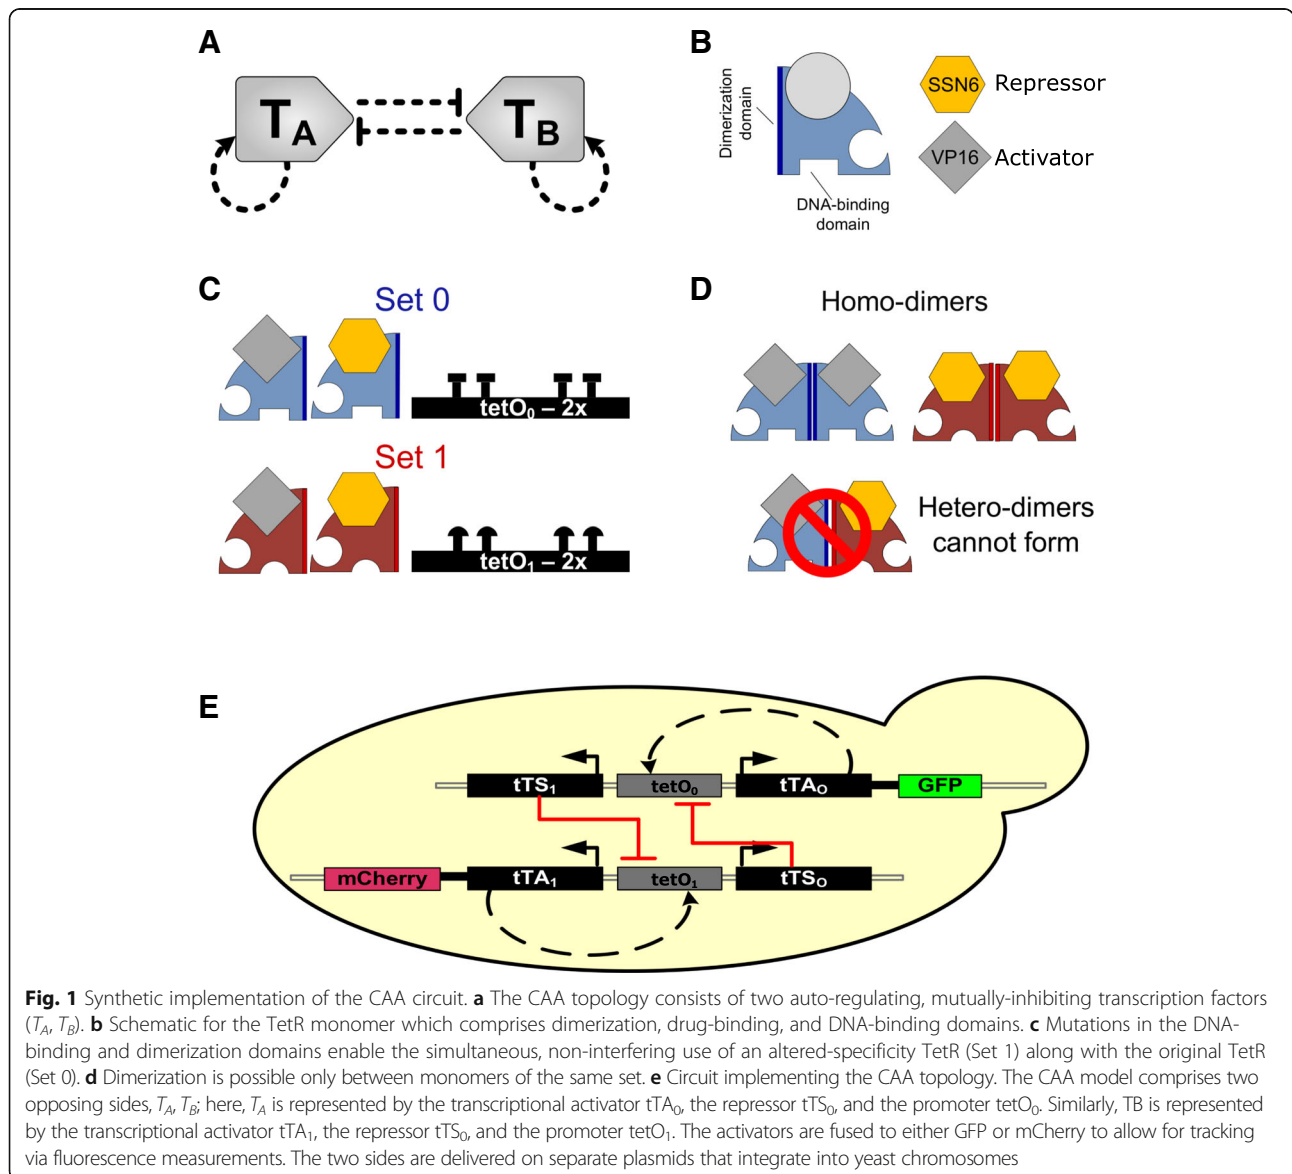 A
T_A
T_B
B
Dimerization
domain
DNA-binding
domain
SSN6 Repressor
VP16 Activator
C
Set 0
tetO₀ – 2x
Set 1
tetO₁ – 2x
D
Homo-dimers
Hetero-dimers
cannot form
E
tTS₁ tetO₀ tTA₀ GFP
mCherry tTA₁ tetO₁ tTS₀
Fig. 1 Synthetic implementation of the CAA circuit. a The CAA topology consists of two auto-regulating, mutually-inhibiting transcription factors
(T_A, T_B). b Schematic for the TetR monomer which comprises dimerization, drug-binding, and DNA-binding domains. c Mutations in the DNA-
binding and dimerization domains enable the simultaneous, non-interfering use of an altered-specificity TetR (Set 1) along with the original TetR
(Set 0). d Dimerization is possible only between monomers of the same set. e Circuit implementing the CAA topology. The CAA model comprises two
opposing sides, T_A, T_B; here, T_A is represented by the transcriptional activator tTA₀, the repressor tTS₀, and the promoter tetO₀. Similarly, TB is represented
by the transcriptional activator tTA₁, the repressor tTS₀, and the promoter tetO₁. The activators are fused to either GFP or mCherry to allow for tracking
via fluorescence measurements. The two sides are delivered on separate plasmids that integrate into yeast chromosomes